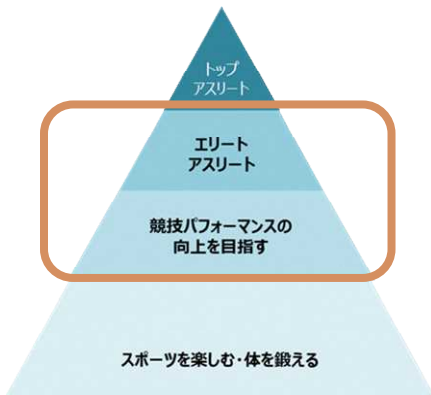 トップ
アスリート
エリート
アスリート
競技パフォーマンスの
向上を目指す
スポーツを楽しむ・体を鍛える